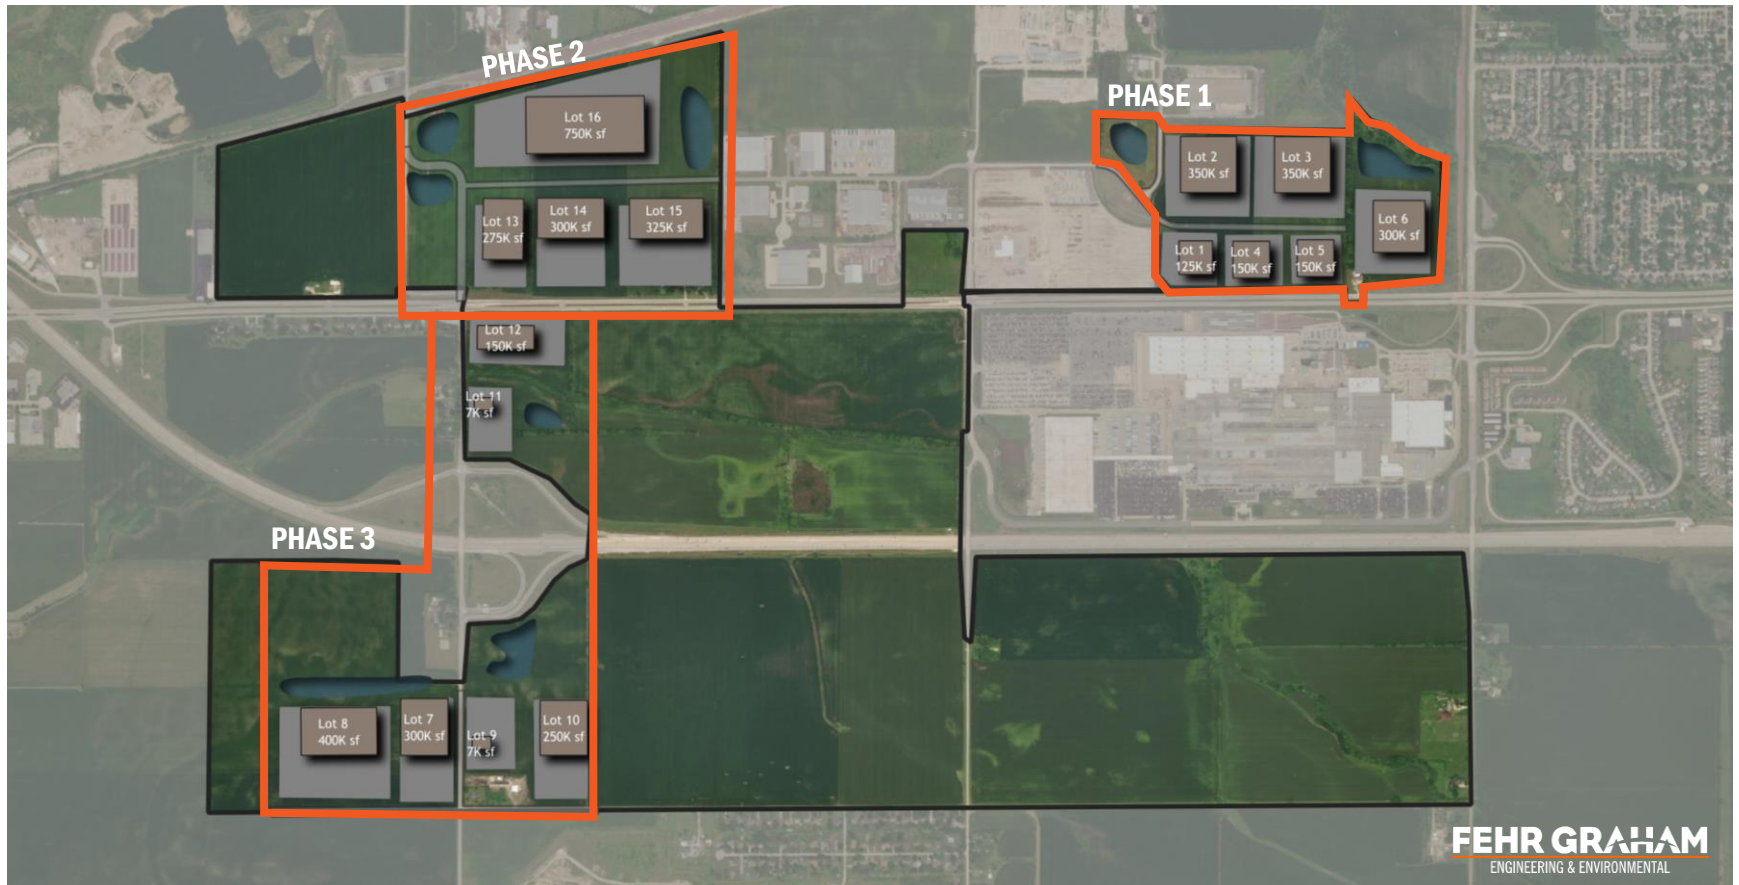 PHASE 2
Lot 16
750K sf
PHASE 1
Lot 2
350K sf
Lot 3
350K sf
Lot 6
300K sf
Lot 1
125K sf
Lot 4
150K sf
Lot 5
150K sf
Lot 13
275K sf
Lot 14
300K sf
Lot 15
325K sf
Lot 12
150K sf
Lot 11
7K sf
PHASE 3
Lot 8
400K sf
Lot 7
300K sf
Lot 9
7K sf
Lot 10
250K sf
FEHR GRAHAM
ENGINEERING & ENVIRONMENTAL